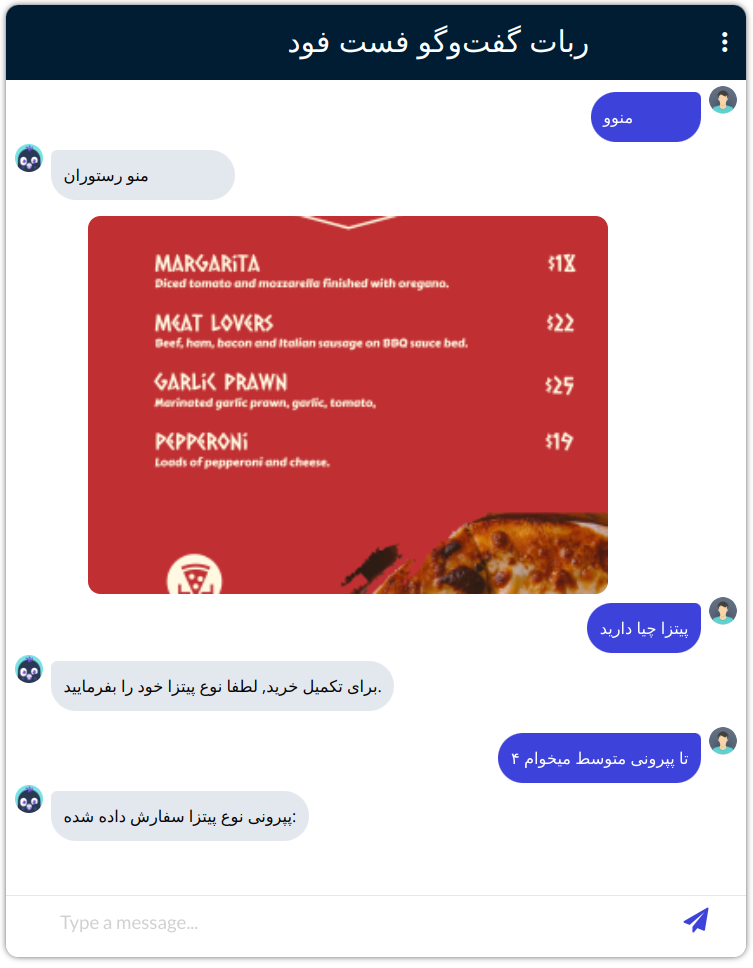 ربات گفت‌وگو فست فود
منوو
منو رستوران
MARGARiTA $18
Diced tomato and mozzarella finished with oregano.
MEAT LOVERS $22
Beef, ham, bacon and Italian sausage on BBQ sauce bed.
GARLiC PRAWN $25
Marinated garlic prawn, garlic, tomato,
PEPPERONi $19
Loads of pepperoni and cheese.
پیتزا چیا دارید
برای تکمیل خرید, لطفا نوع پیتزا خود را بفرمایید.
تا پپرونی متوسط میخوام ۴
پپرونی نوع پیتزا سفارش داده شده:
Type a message...